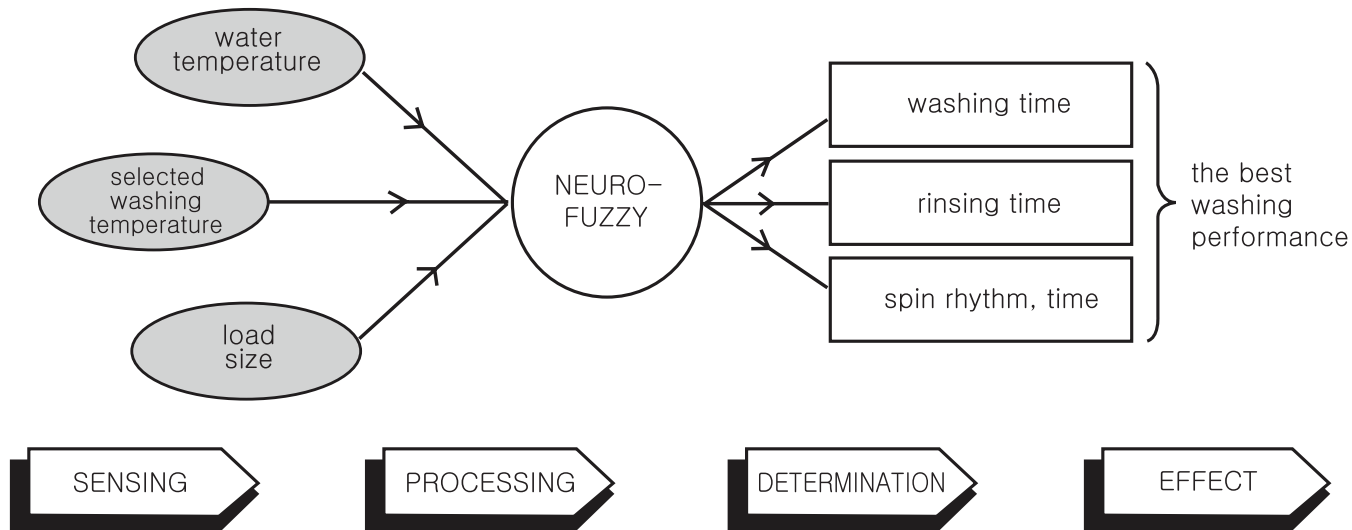 water
temperature
selected
washing
temperature
load
size
NEURO-
FUZZY
washing time
rinsing time
spin rhythm, time
the best
washing
performance
SENSING
PROCESSING
DETERMINATION
EFFECT